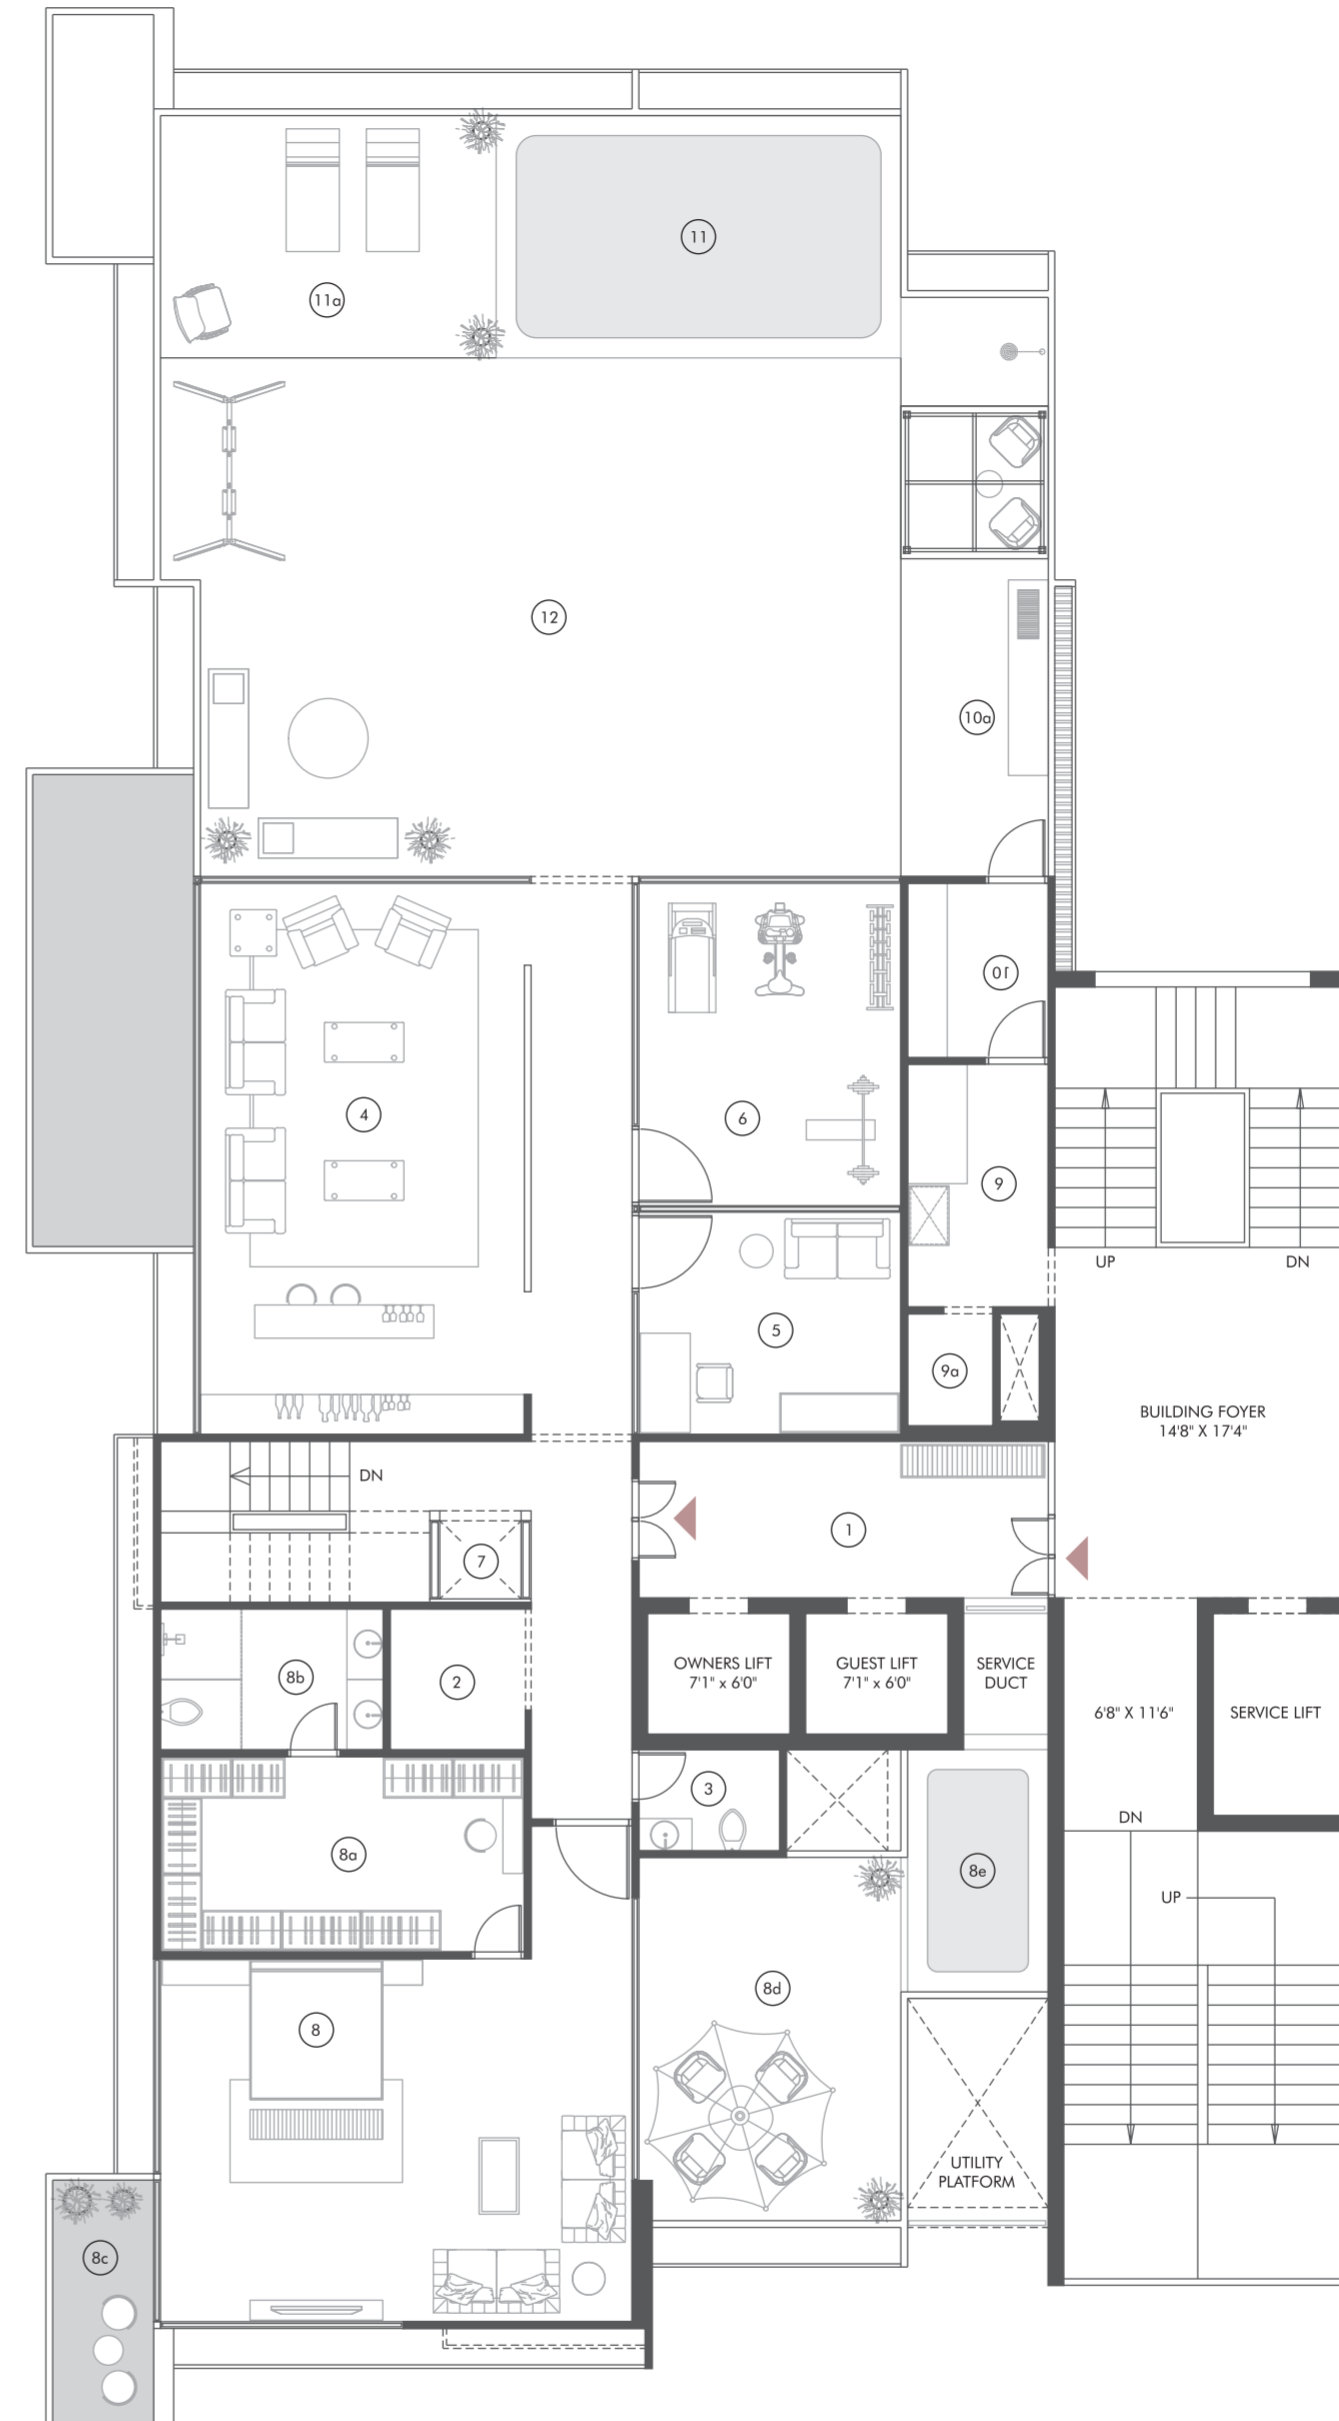 11
11a
12
10a
10
4
6
9
UP
DN
5
9a
BUILDING FOYER
14'8" X 17'4"
DN
1
7
OWNERS LIFT
7'1" x 6'0"
GUEST LIFT
7'1" x 6'0"
SERVICE
DUCT
8b
2
6'8" X 11'6"
SERVICE LIFT
3
DN
8a
8e
UP
8d
8
UTILITY
PLATFORM
8c